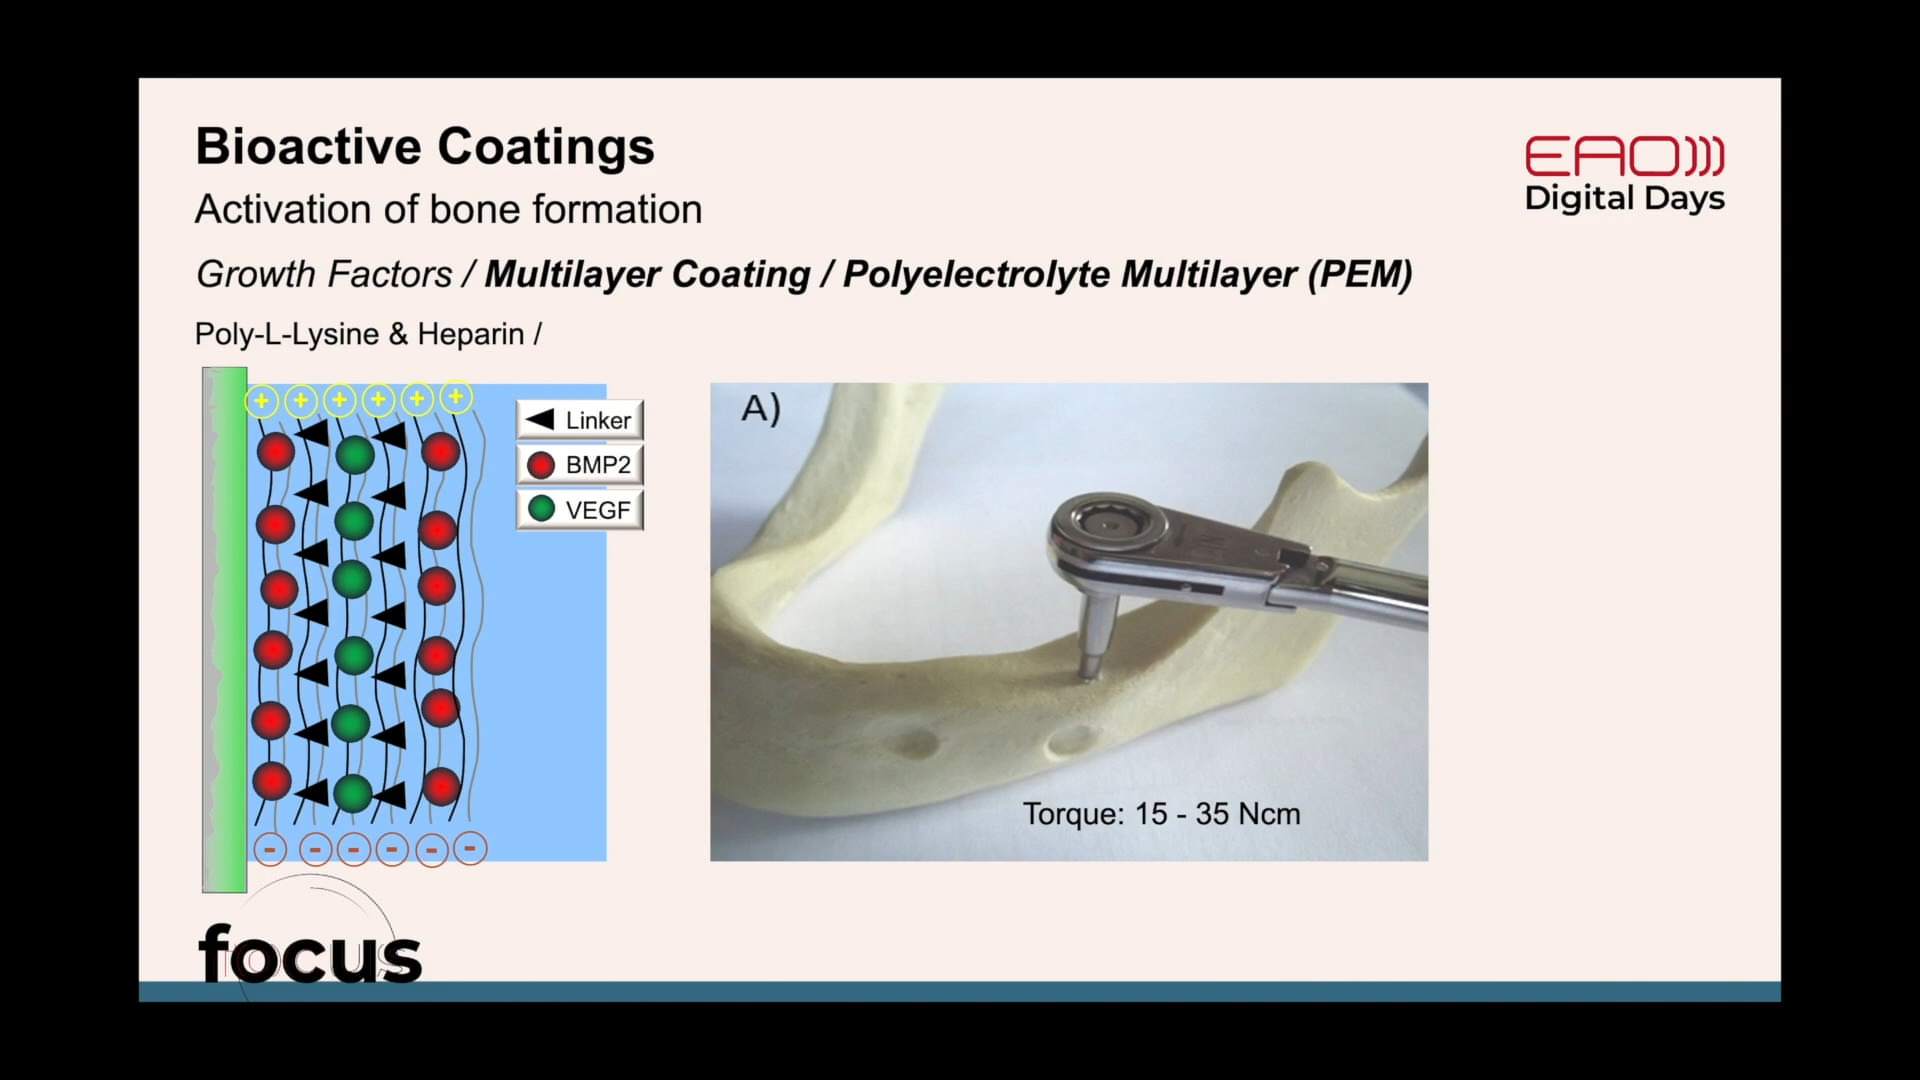 Bioactive Coatings
EAO)))
Digital Days
Activation of bone formation
Growth Factors / Multilayer Coating / Polyelectrolyte Multilayer (PEM)
Poly-L-Lysine & Heparin /
+ + + + + +
Linker
BMP2
VEGF
- - - - - -
A)
Torque: 15 - 35 Ncm
focus